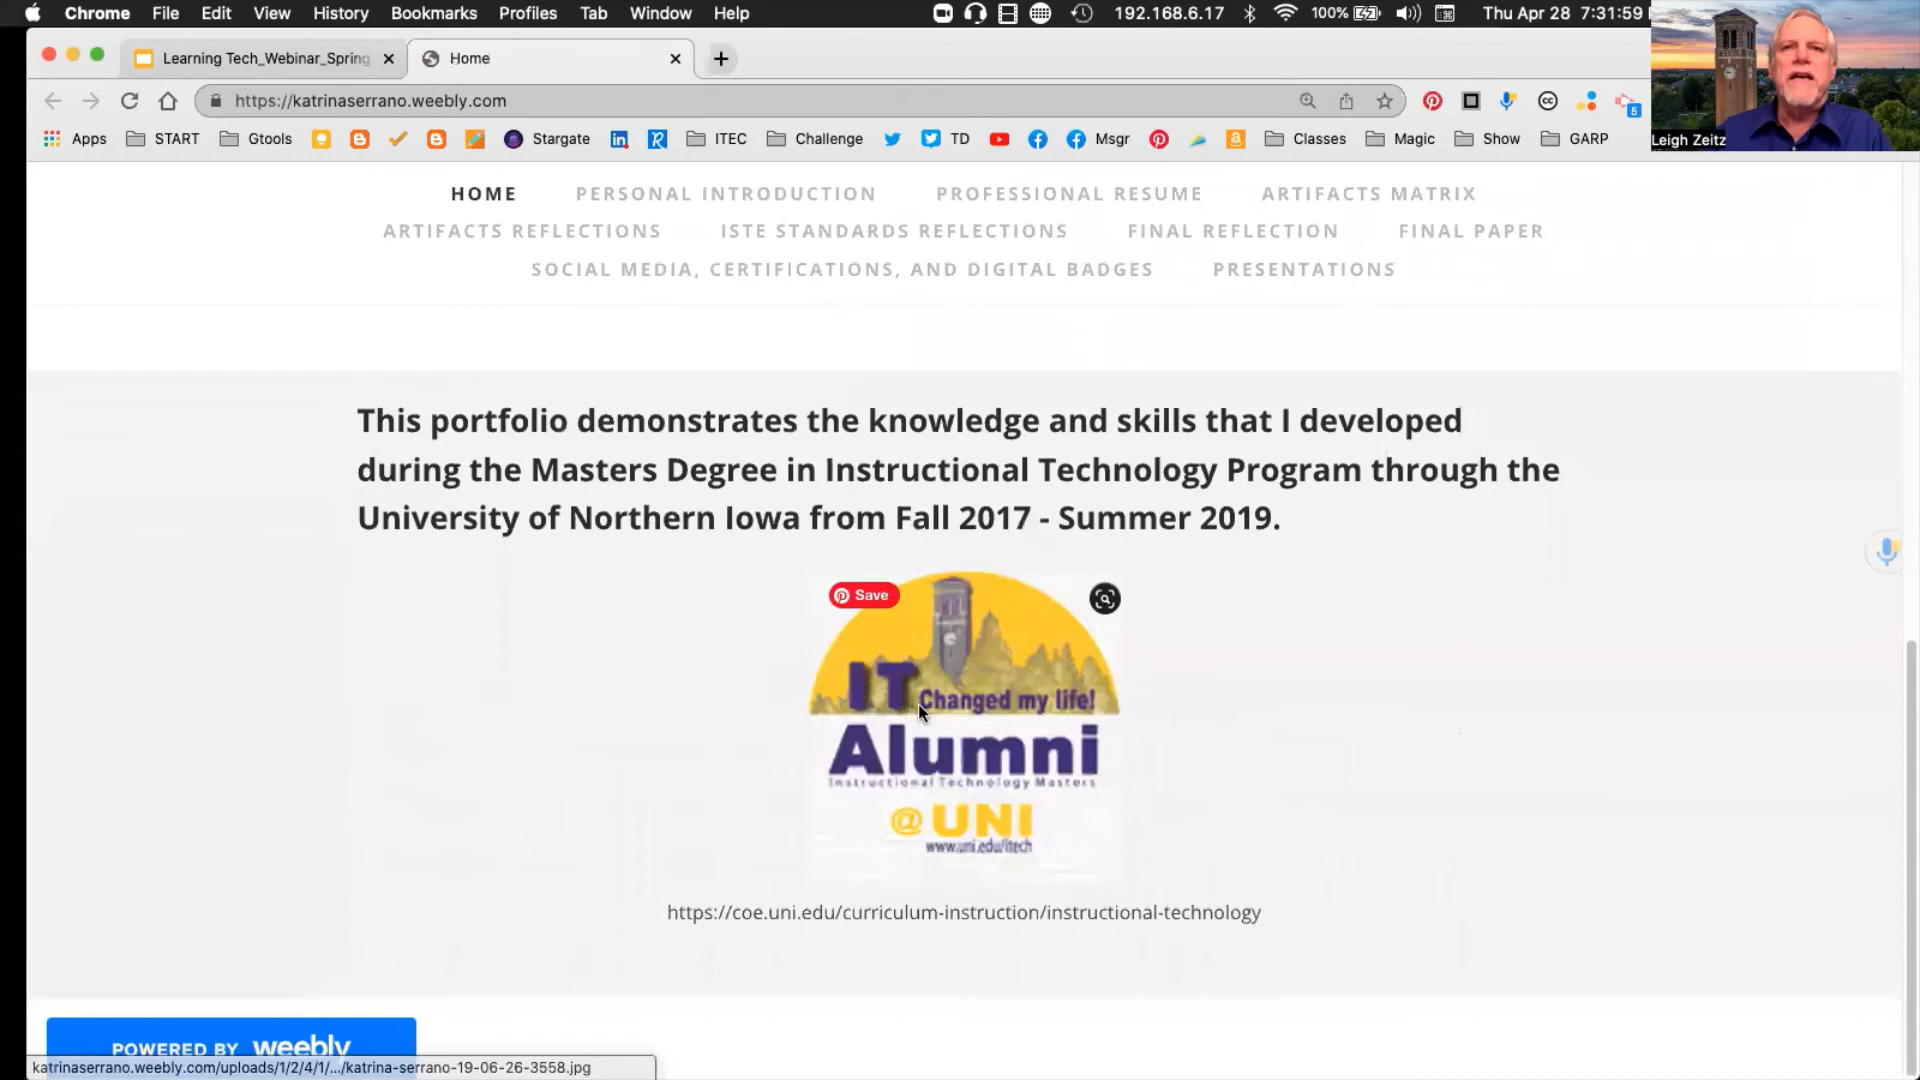 Chrome File Edit View History Bookmarks Profiles Tab Window Help 192.168.6.17 100% Thu Apr 28 7:31:59
Learning Tech_Webinar_Spring Home
https://katrinaserrano.weebly.com
5
Apps START Gtools Stargate ITEC Challenge TD Msgr Classes Magic Show GARP
Leigh Zeitz
HOME PERSONAL INTRODUCTION PROFESSIONAL RESUME ARTIFACTS MATRIX
ARTIFACTS REFLECTIONS ISTE STANDARDS REFLECTIONS FINAL REFLECTION FINAL PAPER
SOCIAL MEDIA, CERTIFICATIONS, AND DIGITAL BADGES PRESENTATIONS
This portfolio demonstrates the knowledge and skills that I developed
during the Masters Degree in Instructional Technology Program through the
University of Northern Iowa from Fall 2017 - Summer 2019.
Save
IT Changed my life!
Alumni
Instructional Technology Masters
@UNI
www.uni.edu/itech
https://coe.uni.edu/curriculum-instruction/instructional-technology
POWERED BY weebly
katrinaserrano.weebly.com/uploads/1/2/4/1/.../katrina-serrano-19-06-26-3558.jpg